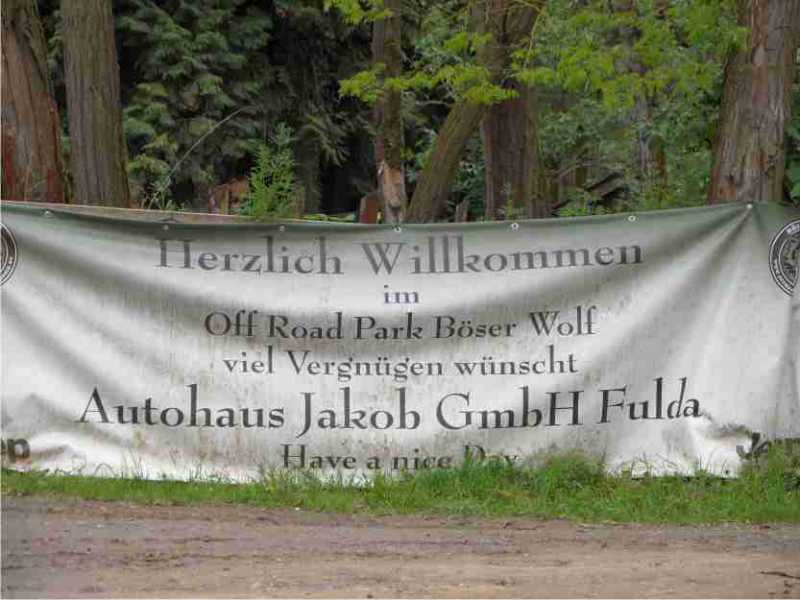 Herzlich Willkommen
im
Off Road Park Böser Wolf
viel Vergnügen wünscht
Autohaus Jakob GmbH Fulda
Have a nice Day